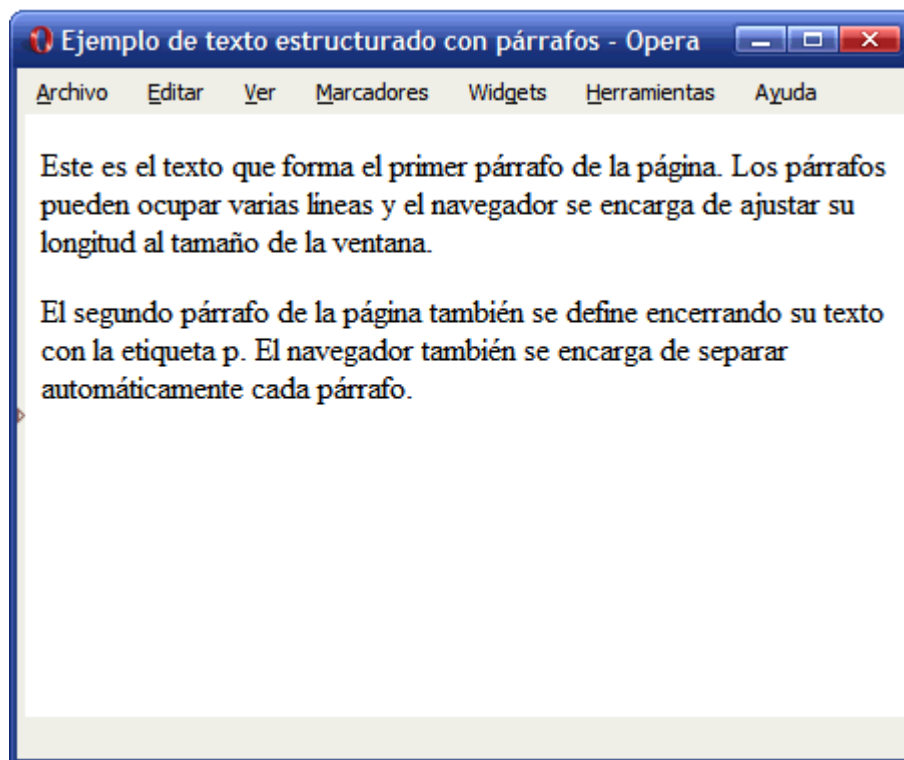 Ejemplo de texto estructurado con párrafos - Opera
Archivo Editar Ver Marcadores Widgets Herramientas Ayuda
Este es el texto que forma el primer párrafo de la página. Los párrafos
pueden ocupar varias líneas y el navegador se encarga de ajustar su
longitud al tamaño de la ventana.
El segundo párrafo de la página también se define encerrando su texto
con la etiqueta p. El navegador también se encarga de separar
automáticamente cada párrafo.